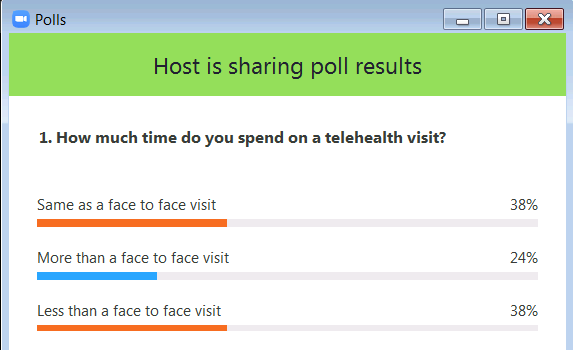 Polls
Host is sharing poll results
1. How much time do you spend on a telehealth visit?
Same as a face to face visit 38%
More than a face to face visit 24%
Less than a face to face visit 38%